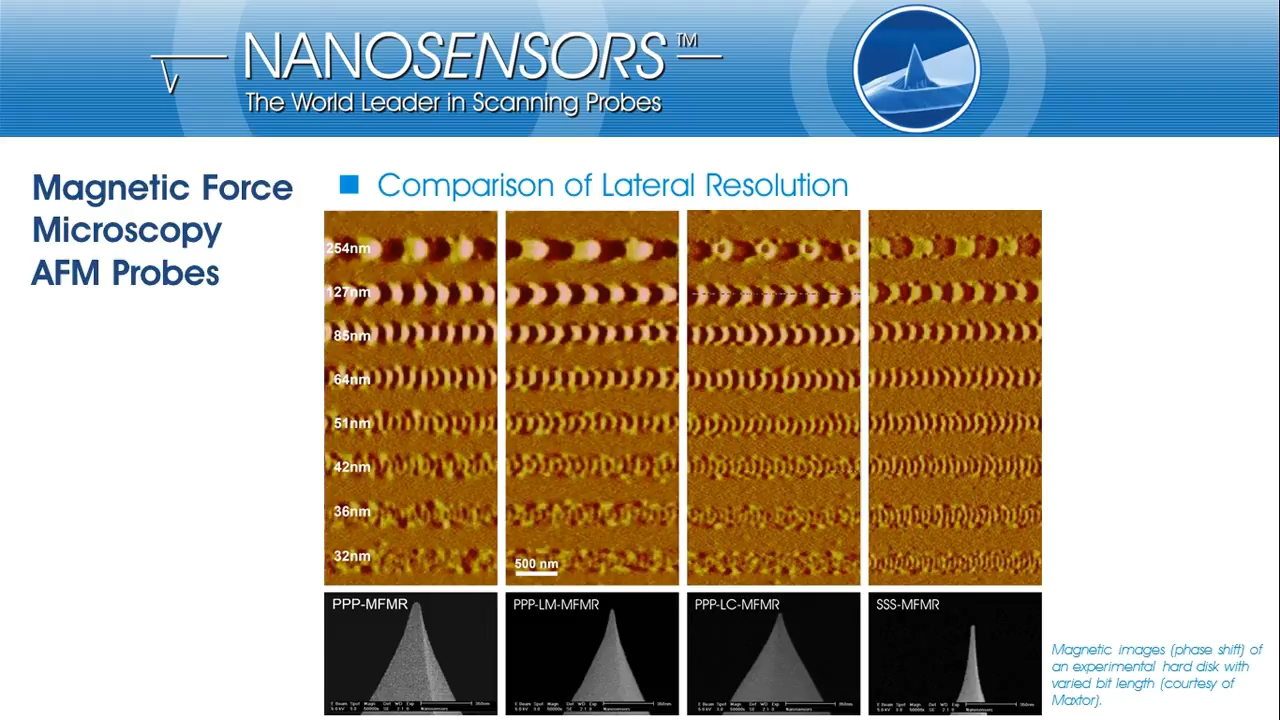 NANOSENSORS™
The World Leader in Scanning Probes
Magnetic Force
Microscopy
AFM Probes
■ Comparison of Lateral Resolution
254nm
127nm
85nm
64nm
51nm
42nm
36nm
32nm
500 nm
PPP-MFMR
PPP-LM-MFMR
PPP-LC-MFMR
SSS-MFMR
Magnetic images (phase shift) of
an experimental hard disk with
varied bit length (courtesy of
Maxtor).